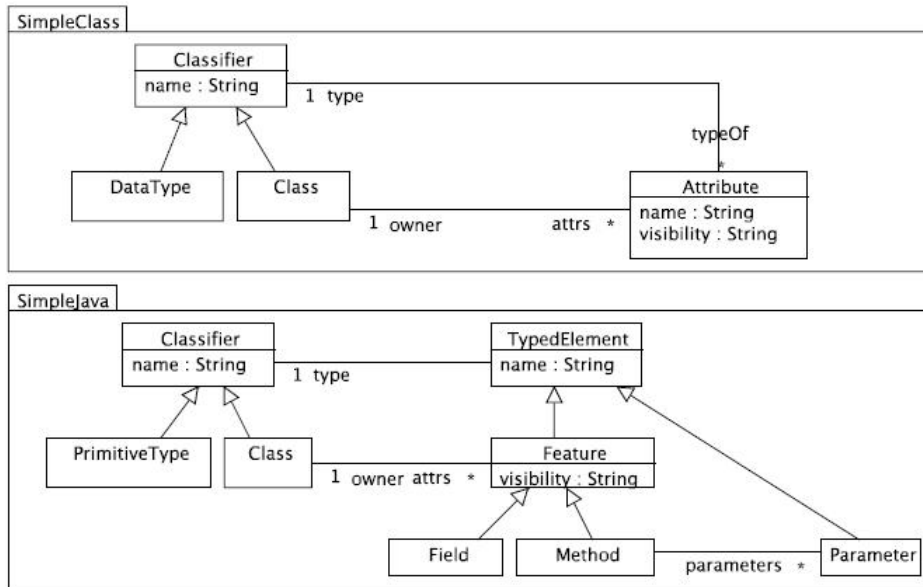 SimpleClass
Classifier
name : String
1 type
typeOf
*
DataType
Class
Attribute
name : String
visibility : String
1 owner
attrs *
SimpleJava
Classifier
name : String
TypedElement
name : String
1 type
PrimitiveType
Class
Feature
visibility : String
1 owner attrs *
Field
Method
Parameter
parameters *